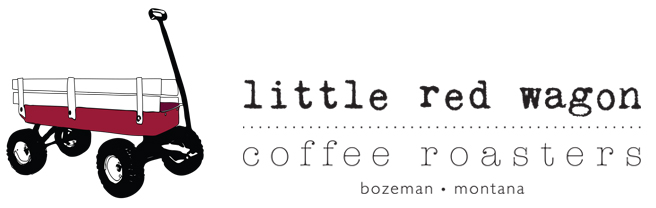 little red wagon
coffee roasters
bozeman • montana